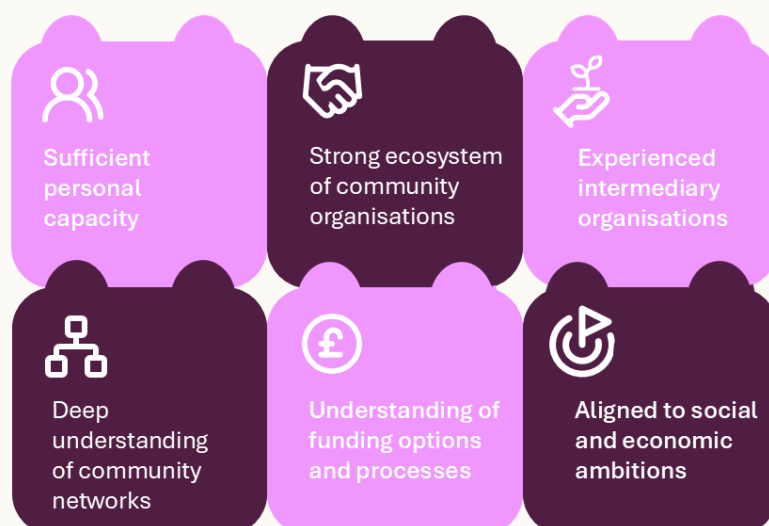 Sufficient
personal
capacity
Strong ecosystem
of community
organisations
Experienced
intermediary
organisations
Deep
understanding
of community
networks
£
Understanding of
funding options
and processes
Aligned to social
and economic
ambitions